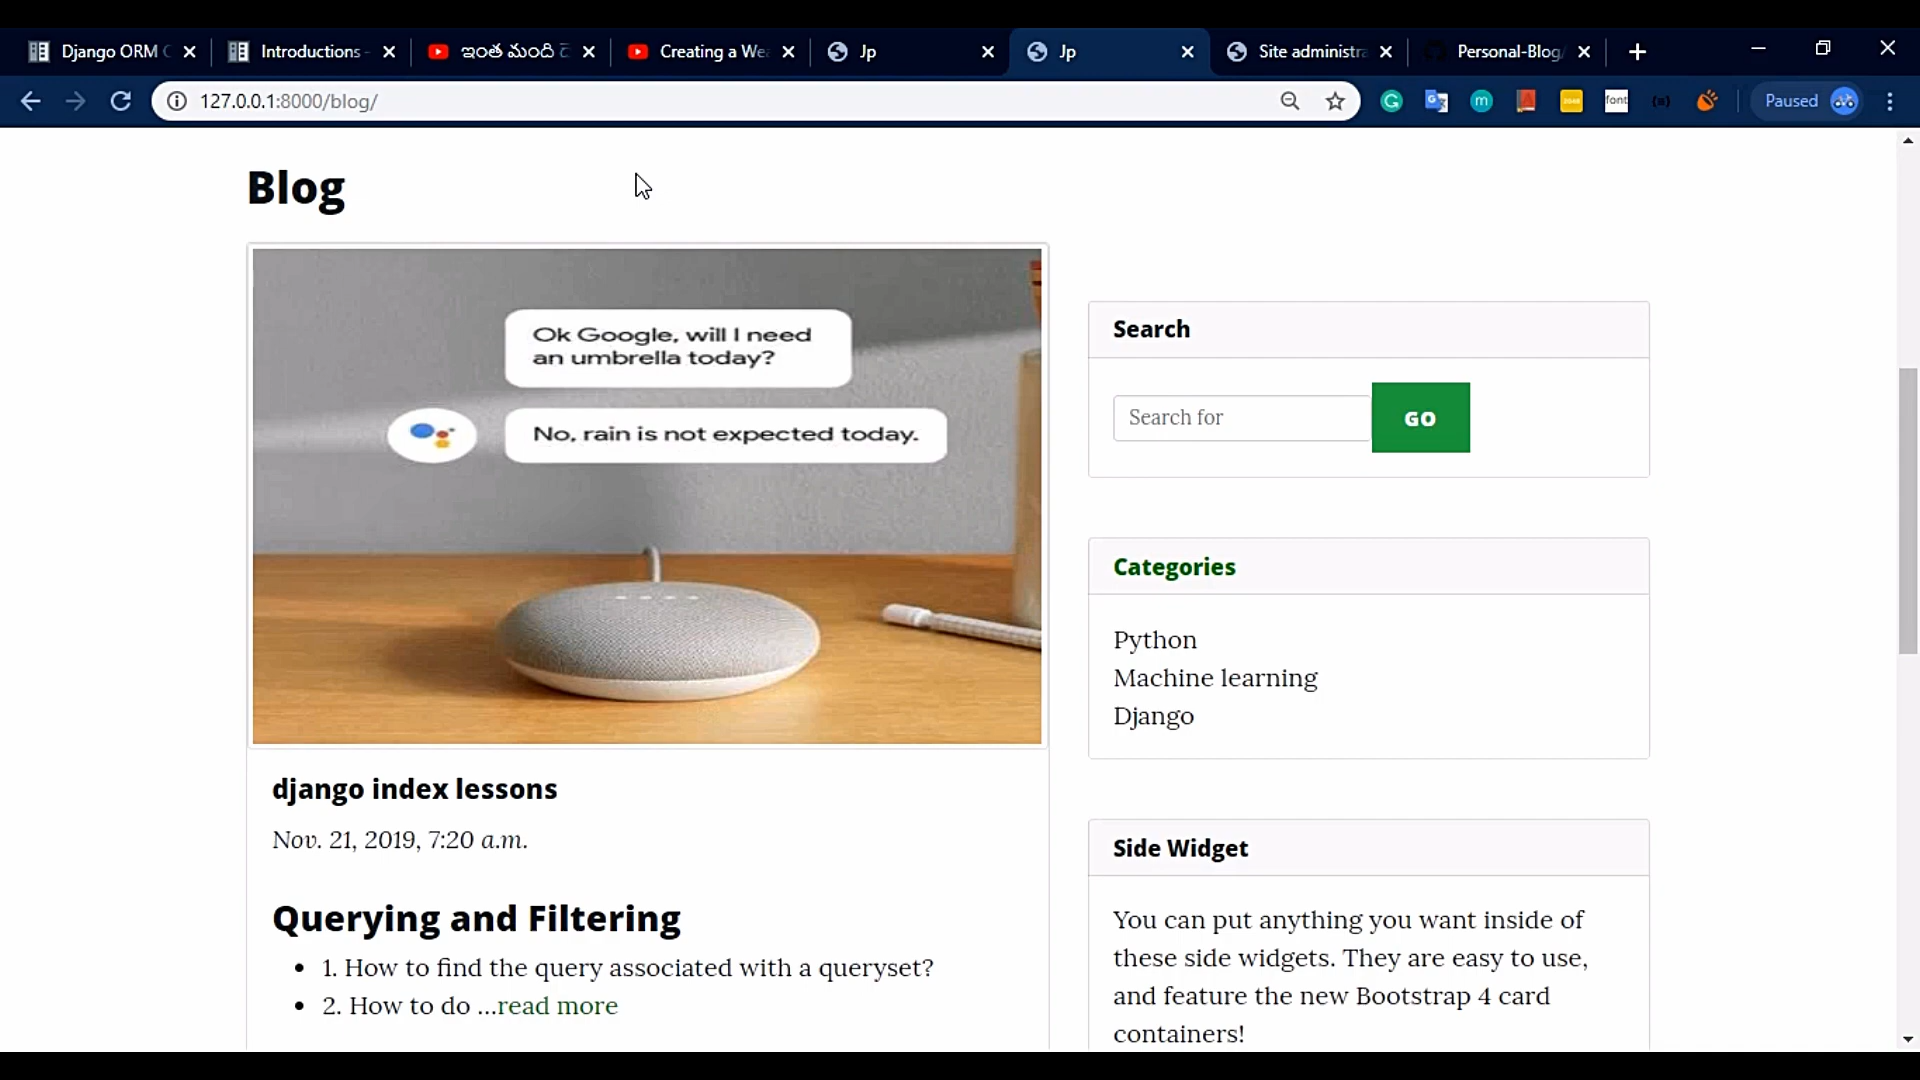 Django ORM C
Introductions -
ఇంత మంది
Creating a We
Jp
Jp
Site administra
Personal-Blog/
127.0.0.1:8000/blog/
font
Paused
Blog
Ok Google, will I need
an umbrella today?
No, rain is not expected today.
django index lessons
Nov. 21, 2019, 7:20 a.m.
Querying and Filtering
1. How to find the query associated with a queryset?
2. How to do ...read more
Search
Search for
GO
Categories
Python
Machine learning
Django
Side Widget
You can put anything you want inside of
these side widgets. They are easy to use,
and feature the new Bootstrap 4 card
containers!